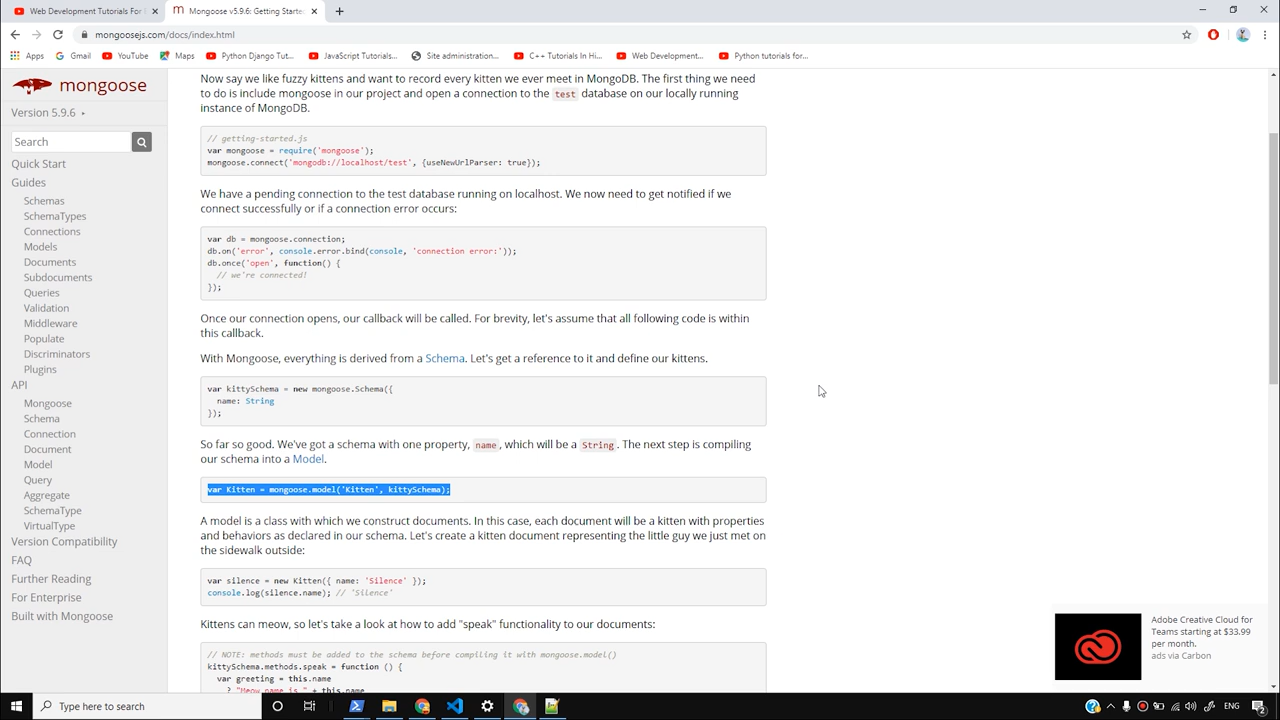 Web Development Tutorials For
Mongoose v5.9.6: Getting Starte
mongoosejs.com/docs/index.html
Apps
Gmail
YouTube
Maps
Python Django Tut...
JavaScript Tutorials...
Site administration...
C++ Tutorials In Hi...
Web Development...
Python tutorials for...
mongoose
Version 5.9.6
Search
Quick Start
Guides
Schemas
SchemaTypes
Connections
Models
Documents
Subdocuments
Queries
Validation
Middleware
Populate
Discriminators
Plugins
API
Mongoose
Schema
Connection
Document
Model
Query
Aggregate
SchemaType
VirtualType
Version Compatibility
FAQ
Further Reading
For Enterprise
Built with Mongoose
Now say we like fuzzy kittens and want to record every kitten we ever meet in MongoDB. The first thing we need
to do is include mongoose in our project and open a connection to the test database on our locally running
instance of MongoDB.
// getting-started.js
var mongoose = require('mongoose');
mongoose.connect('mongodb://localhost/test', {useNewUrlParser: true});
We have a pending connection to the test database running on localhost. We now need to get notified if we
connect successfully or if a connection error occurs:
var db = mongoose.connection;
db.on('error', console.error.bind(console, 'connection error:'));
db.once('open', function() {
// we're connected!
});
Once our connection opens, our callback will be called. For brevity, let's assume that all following code is within
this callback.
With Mongoose, everything is derived from a Schema. Let's get a reference to it and define our kittens.
var kittySchema = new mongoose.Schema({
name: String
});
So far so good. We've got a schema with one property, name, which will be a String. The next step is compiling
our schema into a Model.
var Kitten = mongoose.model('Kitten', kittySchema);
A model is a class with which we construct documents. In this case, each document will be a kitten with properties
and behaviors as declared in our schema. Let's create a kitten document representing the little guy we just met on
the sidewalk outside:
var silence = new Kitten({ name: 'Silence' });
console.log(silence.name); // 'Silence'
Kittens can meow, so let's take a look at how to add "speak" functionality to our documents:
// NOTE: methods must be added to the schema before compiling it with mongoose.model()
kittySchema.methods.speak = function () {
var greeting = this.name
? "Meow name is " + this.name
Adobe Creative Cloud for
Teams starting at $33.99
per month.
ads via Carbon
Type here to search
ENG